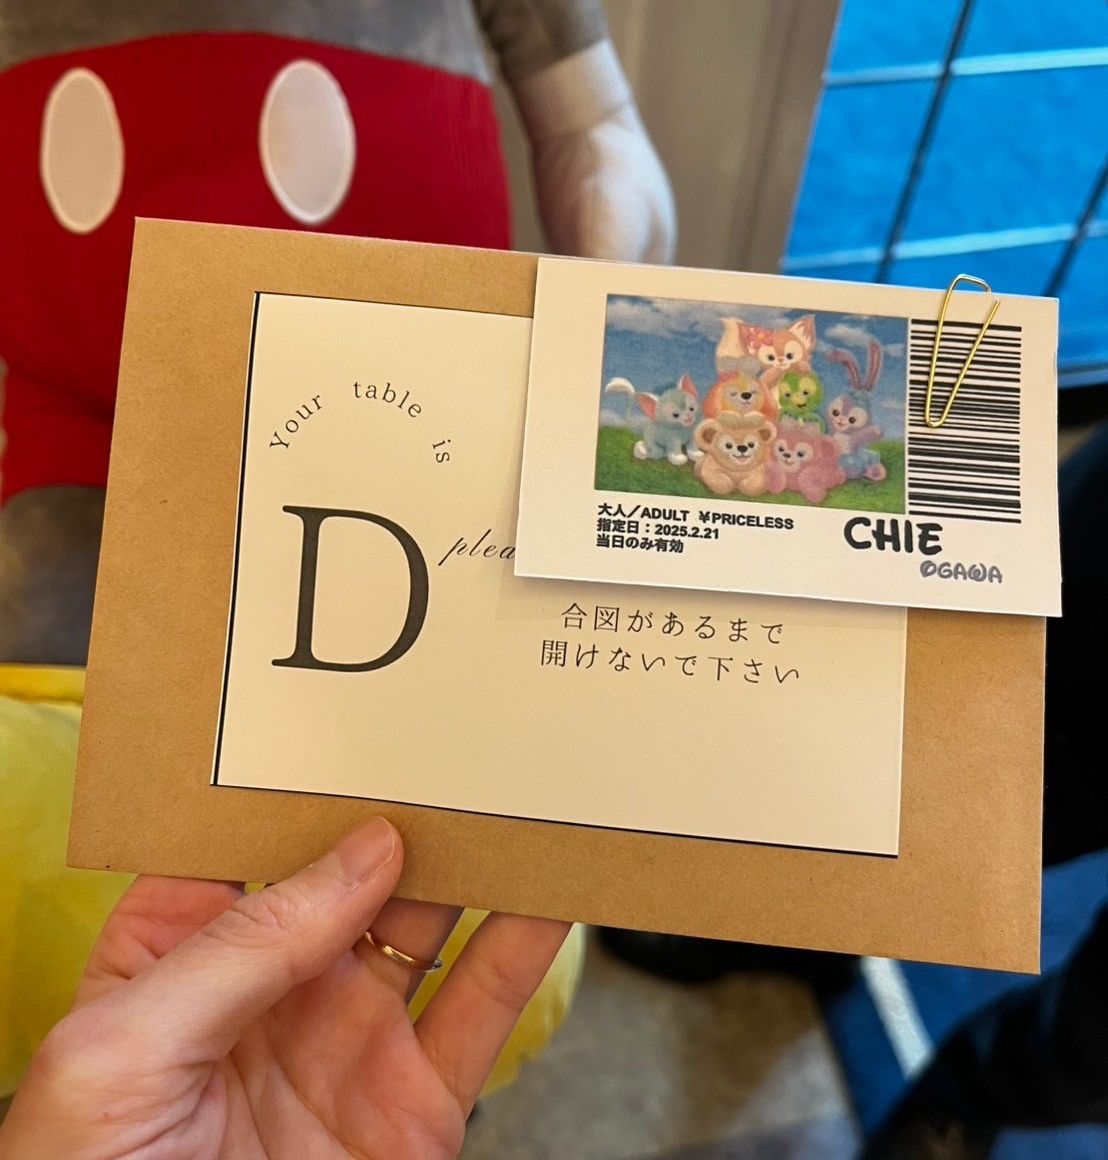 Your table is
D
合図があるまで
開けないで下さい
大人／ADULT ¥PRICELESS
指定日：2025.2.21
当日のみ有効
CHIE
OGAWA